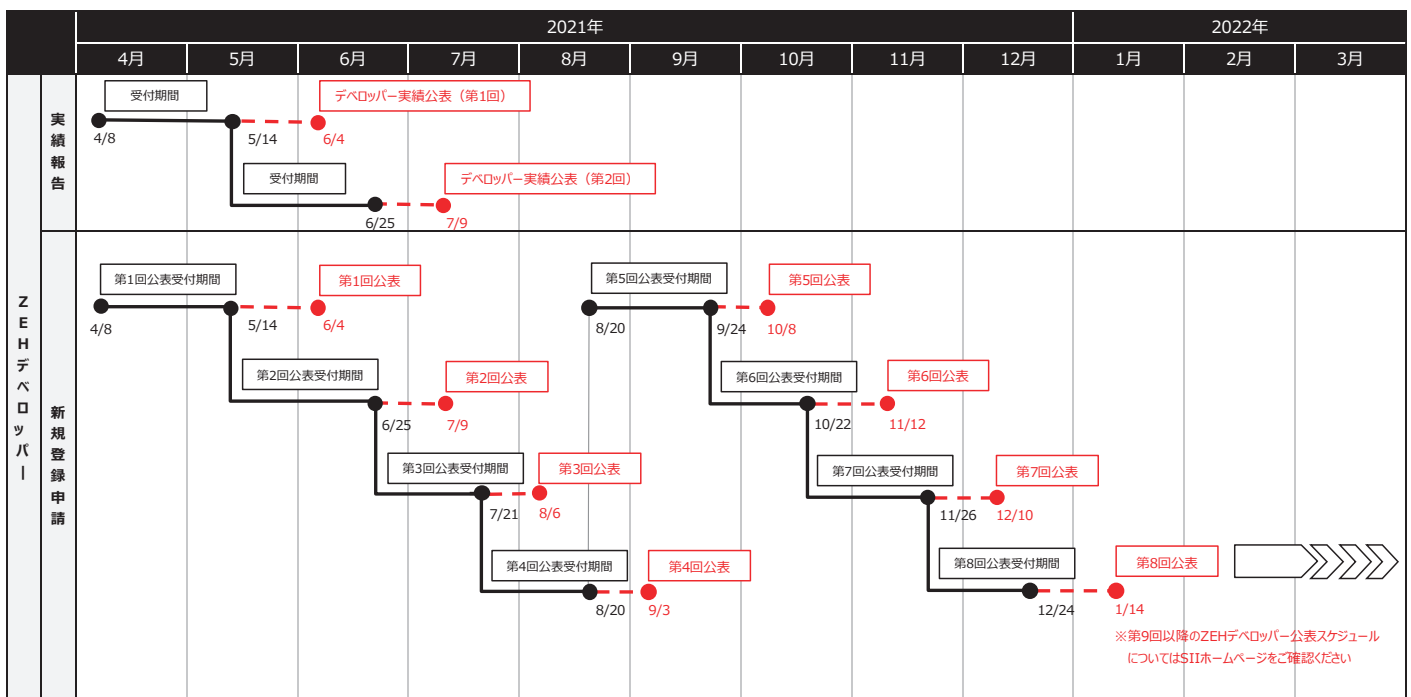 2021年
2022年
4月
5月
6月
7月
8月
9月
10月
11月
12月
1月
2月
3月
ZEHデベロッパー
実績報告
受付期間
デベロッパー実績公表（第1回）
4/8
5/14
6/4
受付期間
デベロッパー実績公表（第2回）
6/25
7/9
新規登録申請
第1回公表受付期間
第1回公表
4/8
5/14
6/4
第2回公表受付期間
第2回公表
6/25
7/9
第3回公表受付期間
第3回公表
7/21
8/6
第4回公表受付期間
第4回公表
8/20
9/3
第5回公表受付期間
第5回公表
8/20
9/24
10/8
第6回公表受付期間
第6回公表
10/22
11/12
第7回公表受付期間
第7回公表
11/26
12/10
第8回公表受付期間
第8回公表
12/24
1/14
※第9回以降のZEHデベロッパー公表スケジュール
についてはSIIホームページをご確認ください